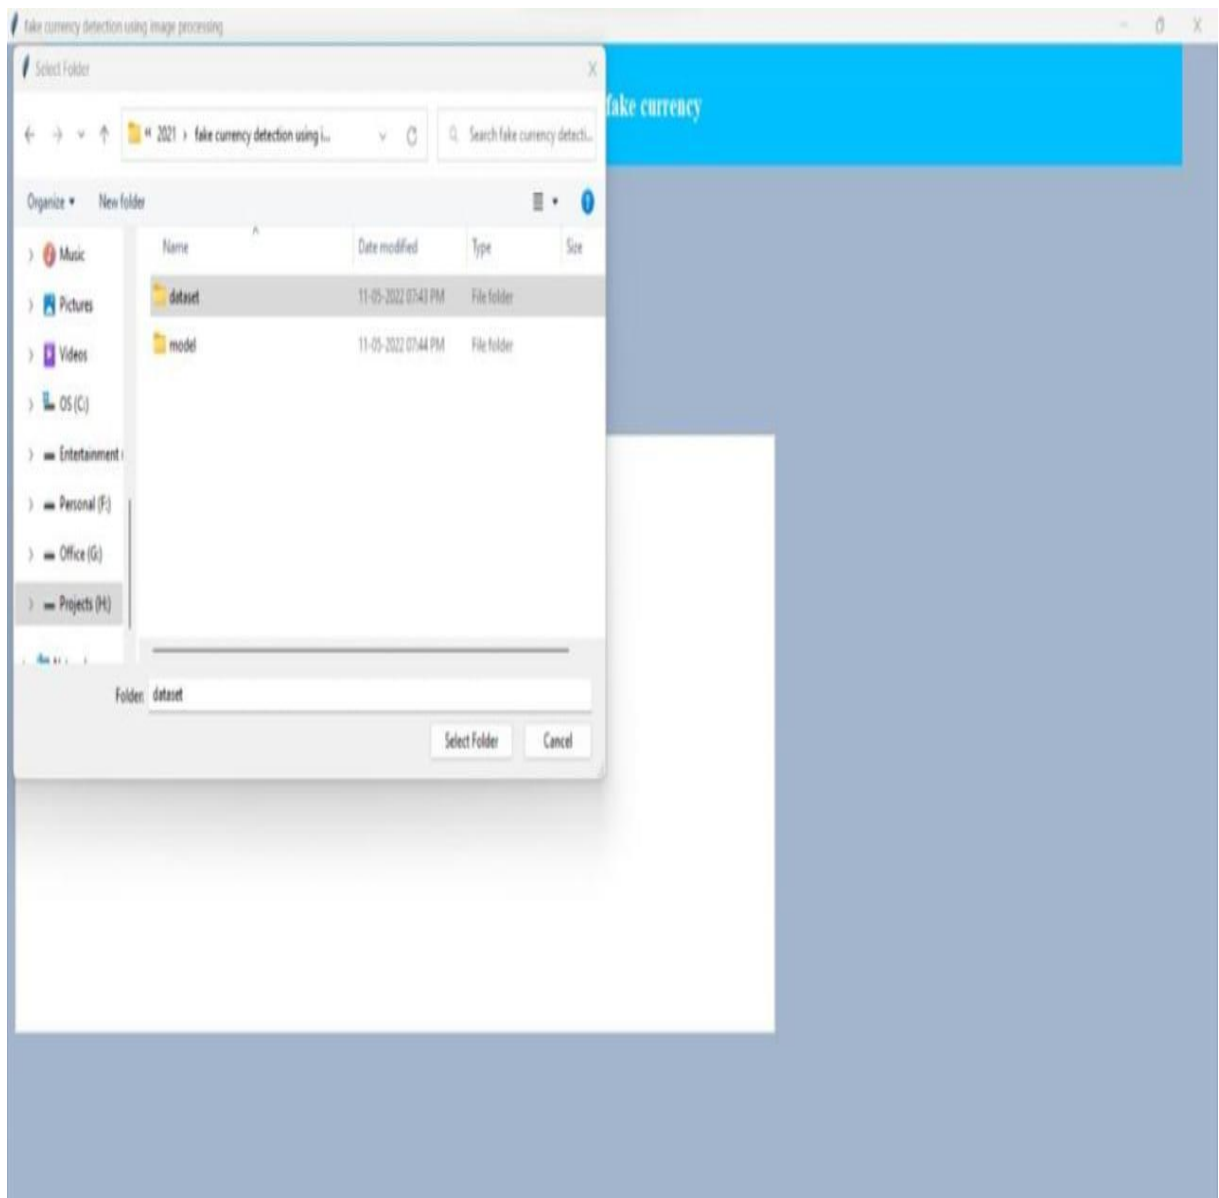 fake currency detection using image processing
Select Folder
fake currency
« 2021 › fake currency detection using i...
Search fake currency detecti...
Organize
New folder
Name Date modified Type Size
Music
dataset 11-05-2022 07:43 PM File folder
Pictures
model 11-05-2022 07:44 PM File folder
Videos
OS (C:)
Entertainment
Personal (F:)
Office (G:)
Projects (H:)
Folder: dataset
Select Folder Cancel